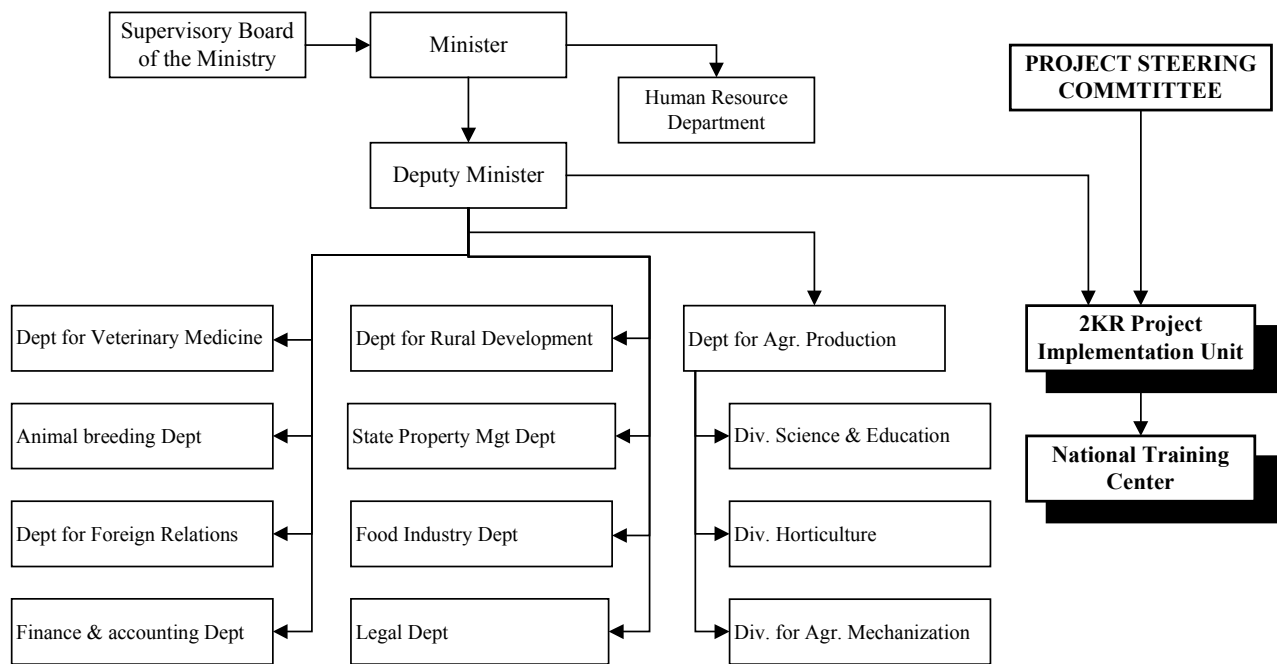 Supervisory Board
of the Ministry
Minister
PROJECT STEERING
COMMTITTEE
Human Resource
Department
Deputy Minister
Dept for Veterinary Medicine
Dept for Rural Development
Dept for Agr. Production
2KR Project
Implementation Unit
Animal breeding Dept
State Property Mgt Dept
Div. Science & Education
National Training
Center
Dept for Foreign Relations
Food Industry Dept
Div. Horticulture
Finance & accounting Dept
Legal Dept
Div. for Agr. Mechanization